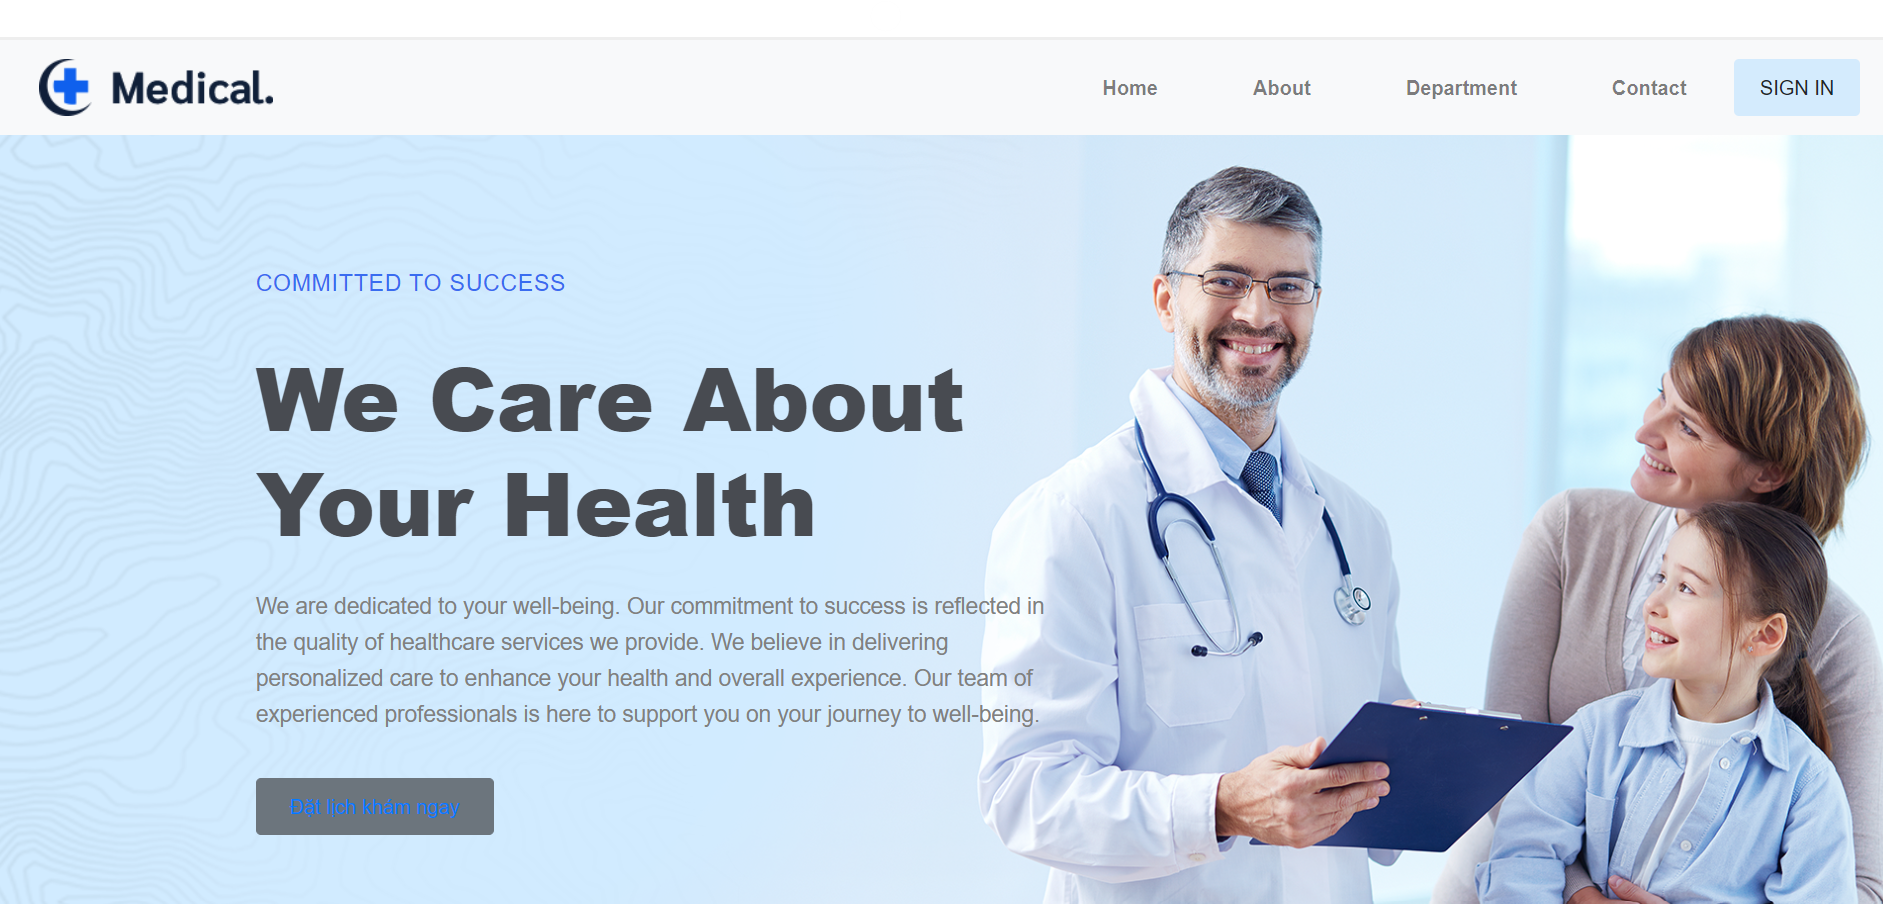 Medical.
Home
About
Department
Contact
SIGN IN
COMMITTED TO SUCCESS
We Care About
Your Health
We are dedicated to your well-being. Our commitment to success is reflected in
the quality of healthcare services we provide. We believe in delivering
personalized care to enhance your health and overall experience. Our team of
experienced professionals is here to support you on your journey to well-being.
Đặt lịch khám ngay